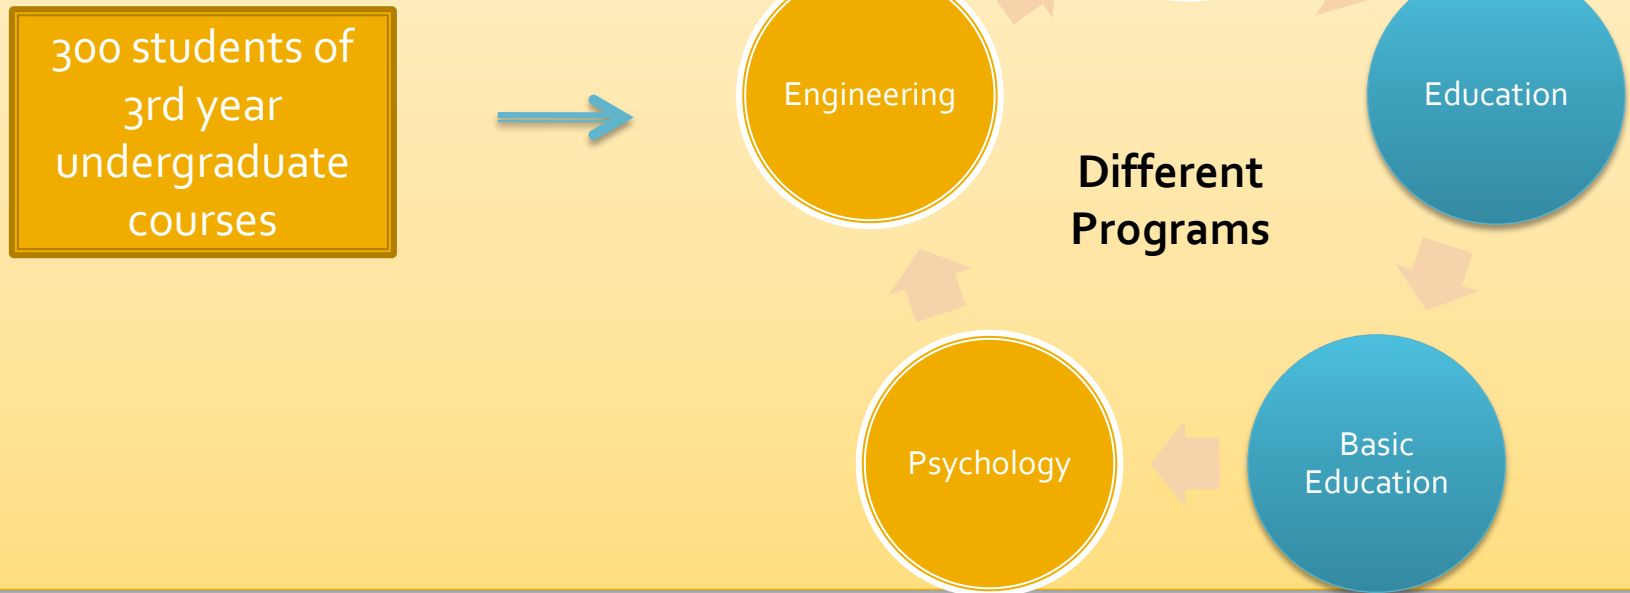 300 students of
3rd year
undergraduate
courses
Engineering
Education
Different
Programs
Psychology
Basic
Education